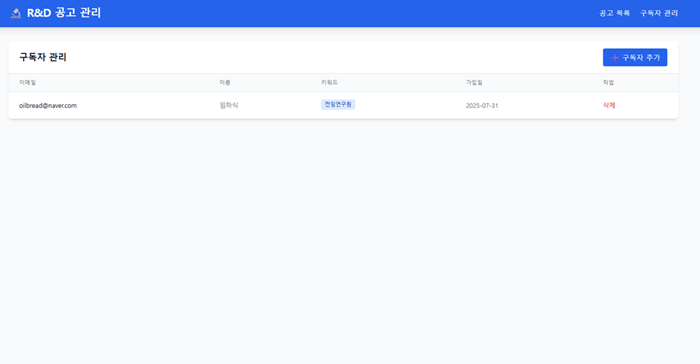 R&D 공고 관리
공고 목록 구독자 관리
구독자 관리
+ 구독자 추가
이메일 이름 키워드 가입일 작업
oilbread@naver.com 임하식 전임연구원 2025-07-31 삭제